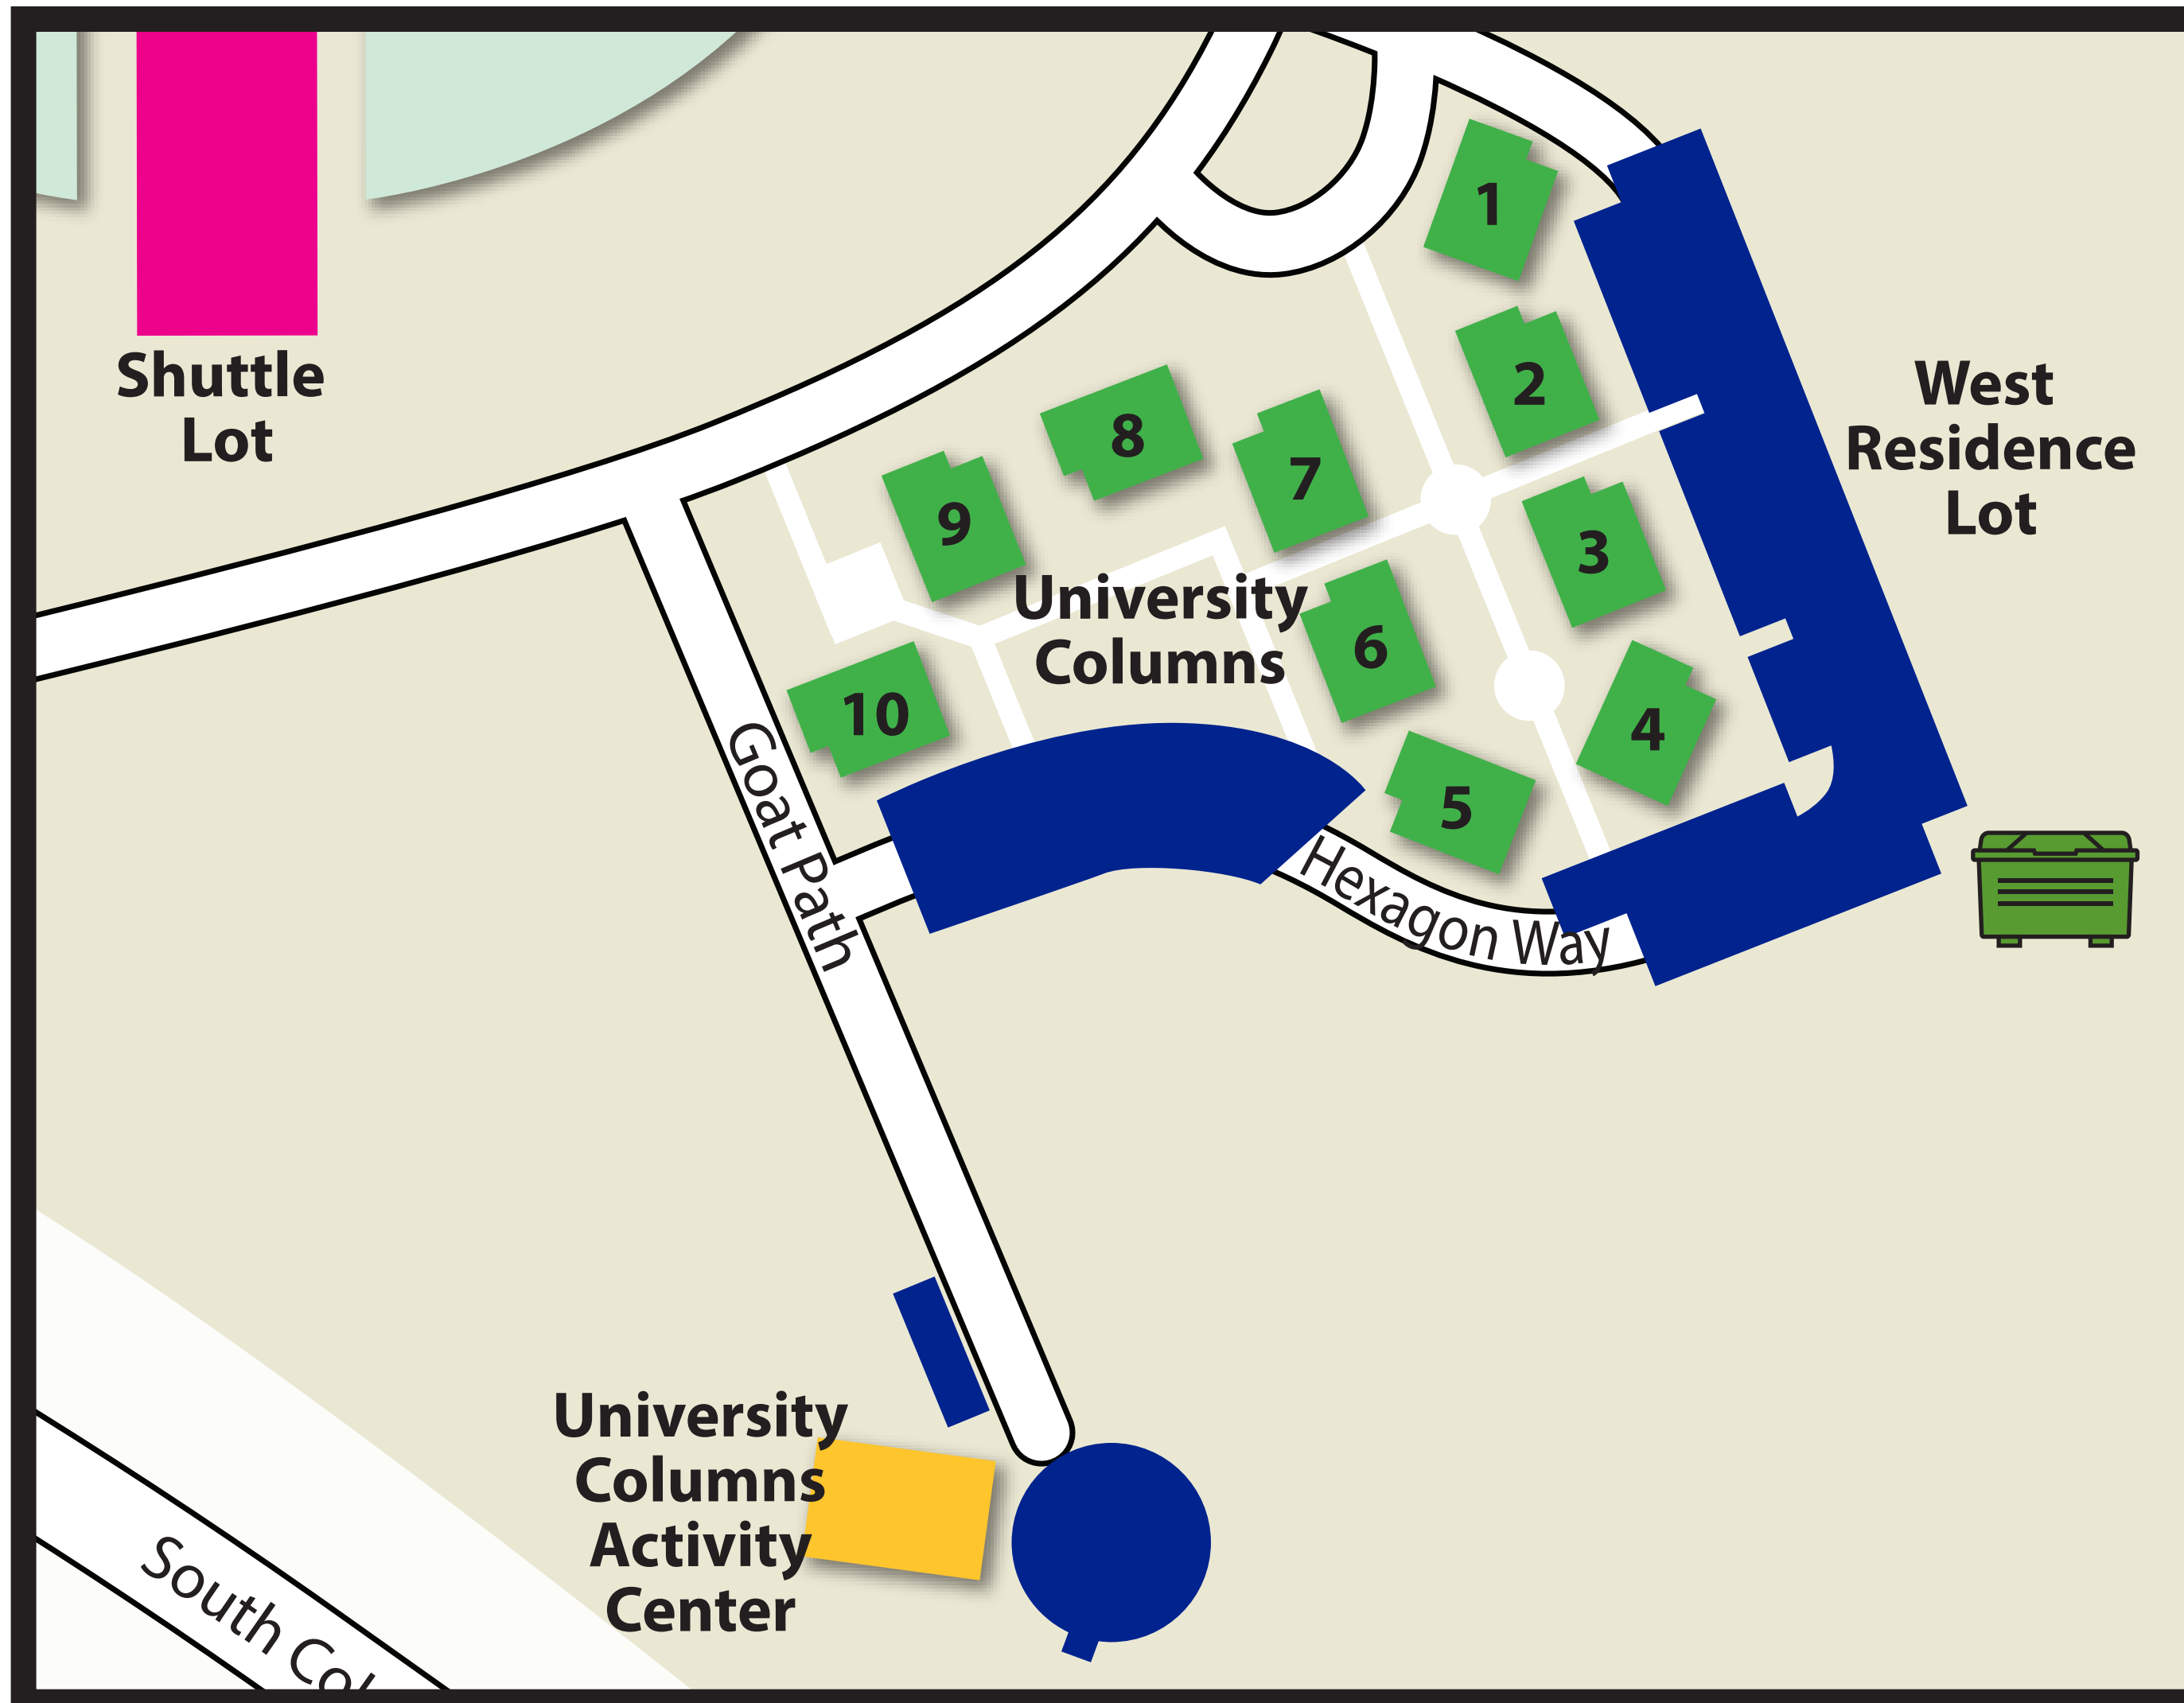 Shuttle
Lot
1
2
West
Residence
Lot
8
7
9
3
University
Columns
6
10
4
5
Goat Path
Hexagon Way
University
Columns
Activity
Center
South Col